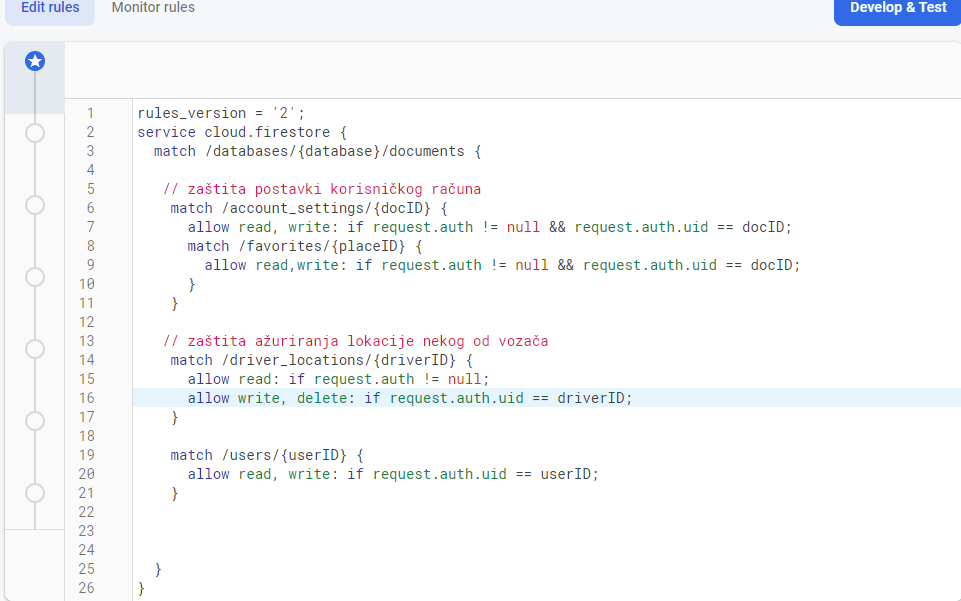 Edit rules
Monitor rules
Develop & Test
1 rules_version = '2';
2 service cloud.firestore {
3 match /databases/{database}/documents {
4
5 // zaštita postavki korisničkog računa
6 match /account_settings/{docID} {
7 allow read, write: if request.auth != null && request.auth.uid == docID;
8 match /favorites/{placeID} {
9 allow read,write: if request.auth != null && request.auth.uid == docID;
10 }
11 }
12
13 // zaštita ažuriranja lokacije nekog od vozača
14 match /driver_locations/{driverID} {
15 allow read: if request.auth != null;
16 allow write, delete: if request.auth.uid == driverID;
17 }
18
19 match /users/{userID} {
20 allow read, write: if request.auth.uid == userID;
21 }
22
23
24
25 }
26 }